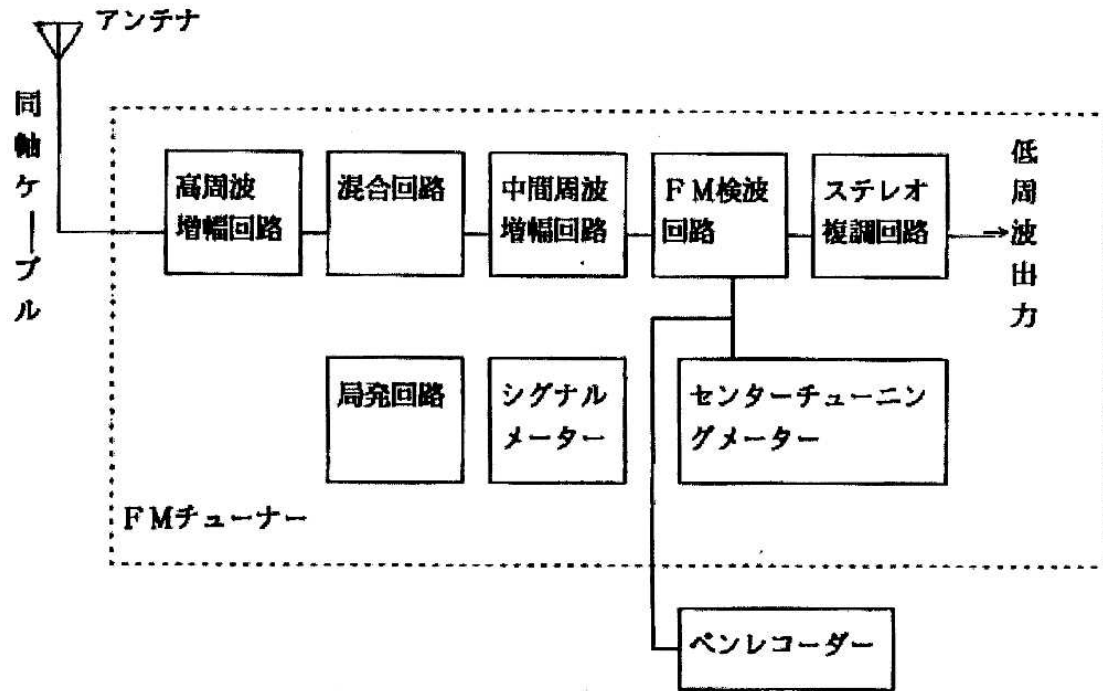 アンテナ
同軸ケーブル
高周波
増幅回路
混合回路
中間周波
増幅回路
FM検波
回路
ステレオ
複調回路
低周波出力
局発回路
シグナル
メーター
センターチューニン
グメーター
FMチューナー
ペンレコーダー